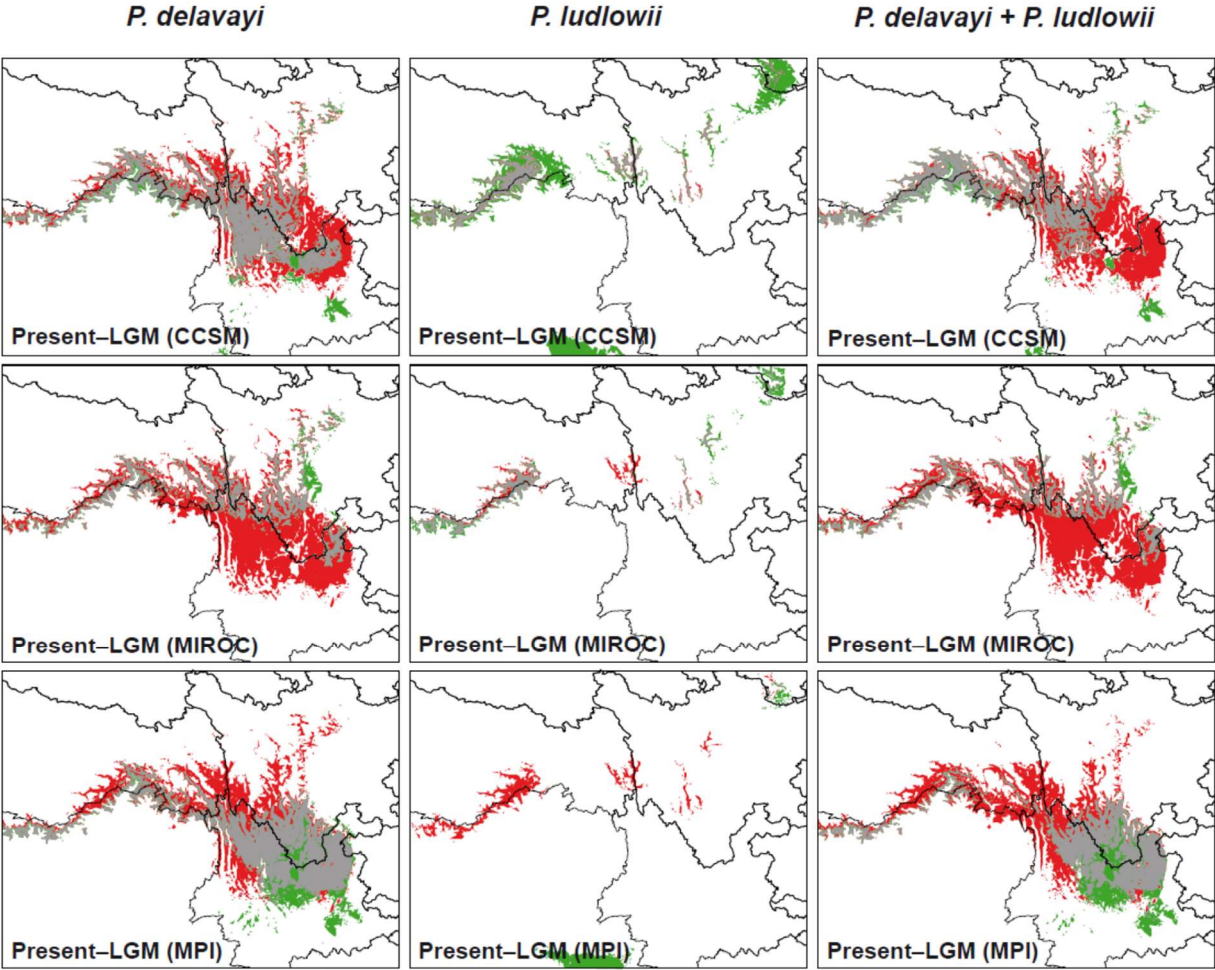 P. delavayi
P. ludlowii
P. delavayi + P. ludlowii
Present–LGM (CCSM)
Present–LGM (CCSM)
Present–LGM (CCSM)
Present–LGM (MIROC)
Present–LGM (MIROC)
Present–LGM (MIROC)
Present–LGM (MPI)
Present–LGM (MPI)
Present–LGM (MPI)